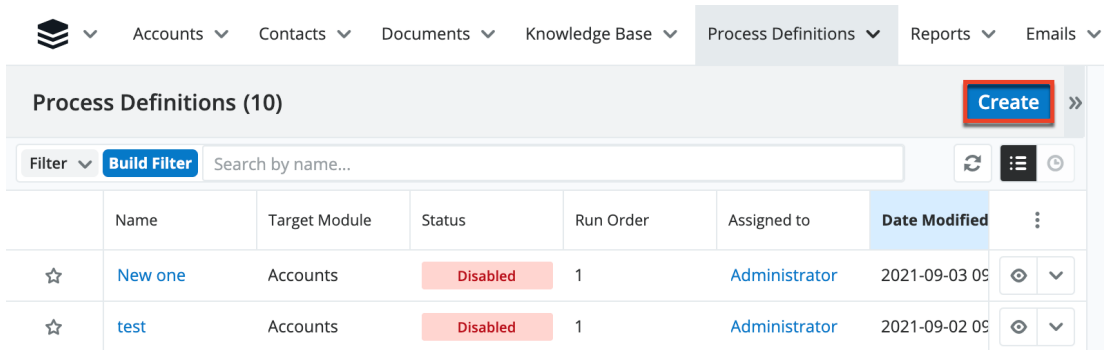 Accounts Contacts Documents Knowledge Base Process Definitions Reports Emails
Process Definitions (10) Create »
Filter Build Filter Search by name...
Name Target Module Status Run Order Assigned to Date Modified
New one Accounts Disabled 1 Administrator 2021-09-03 09
test Accounts Disabled 1 Administrator 2021-09-02 09